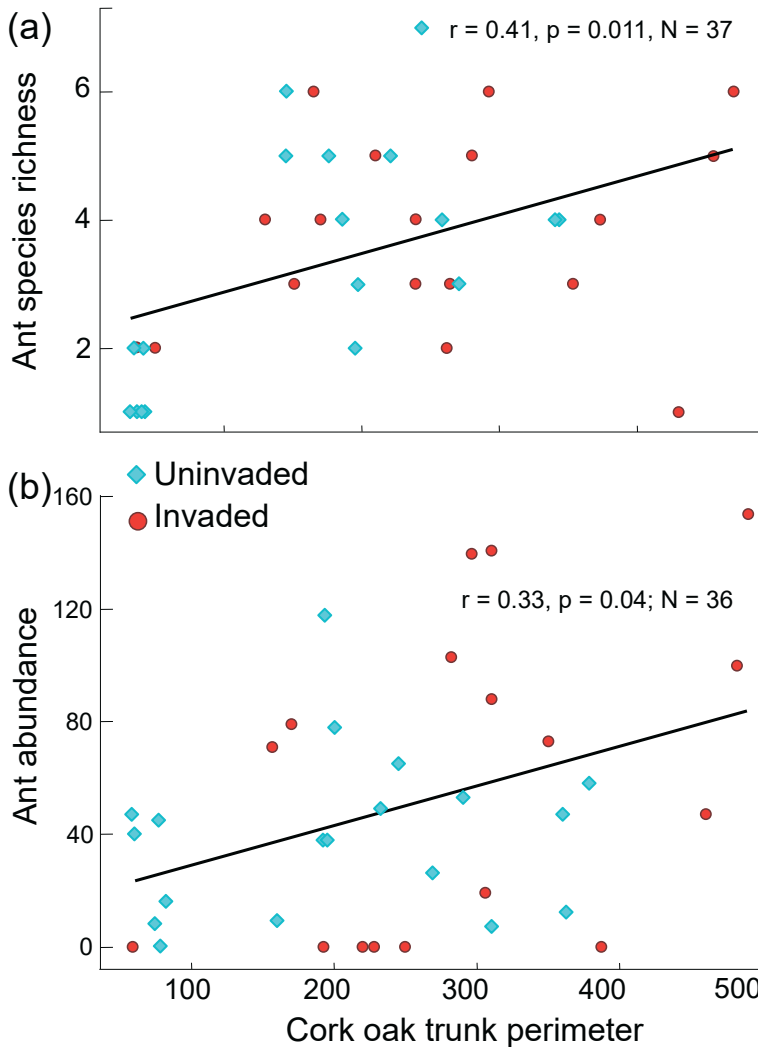 (a)
r = 0.41, p = 0.011, N = 37
Ant species richness
6
4
2
(b)
Uninvaded
Invaded
r = 0.33, p = 0.04; N = 36
Ant abundance
160
120
80
40
0
100 200 300 400 500
Cork oak trunk perimeter